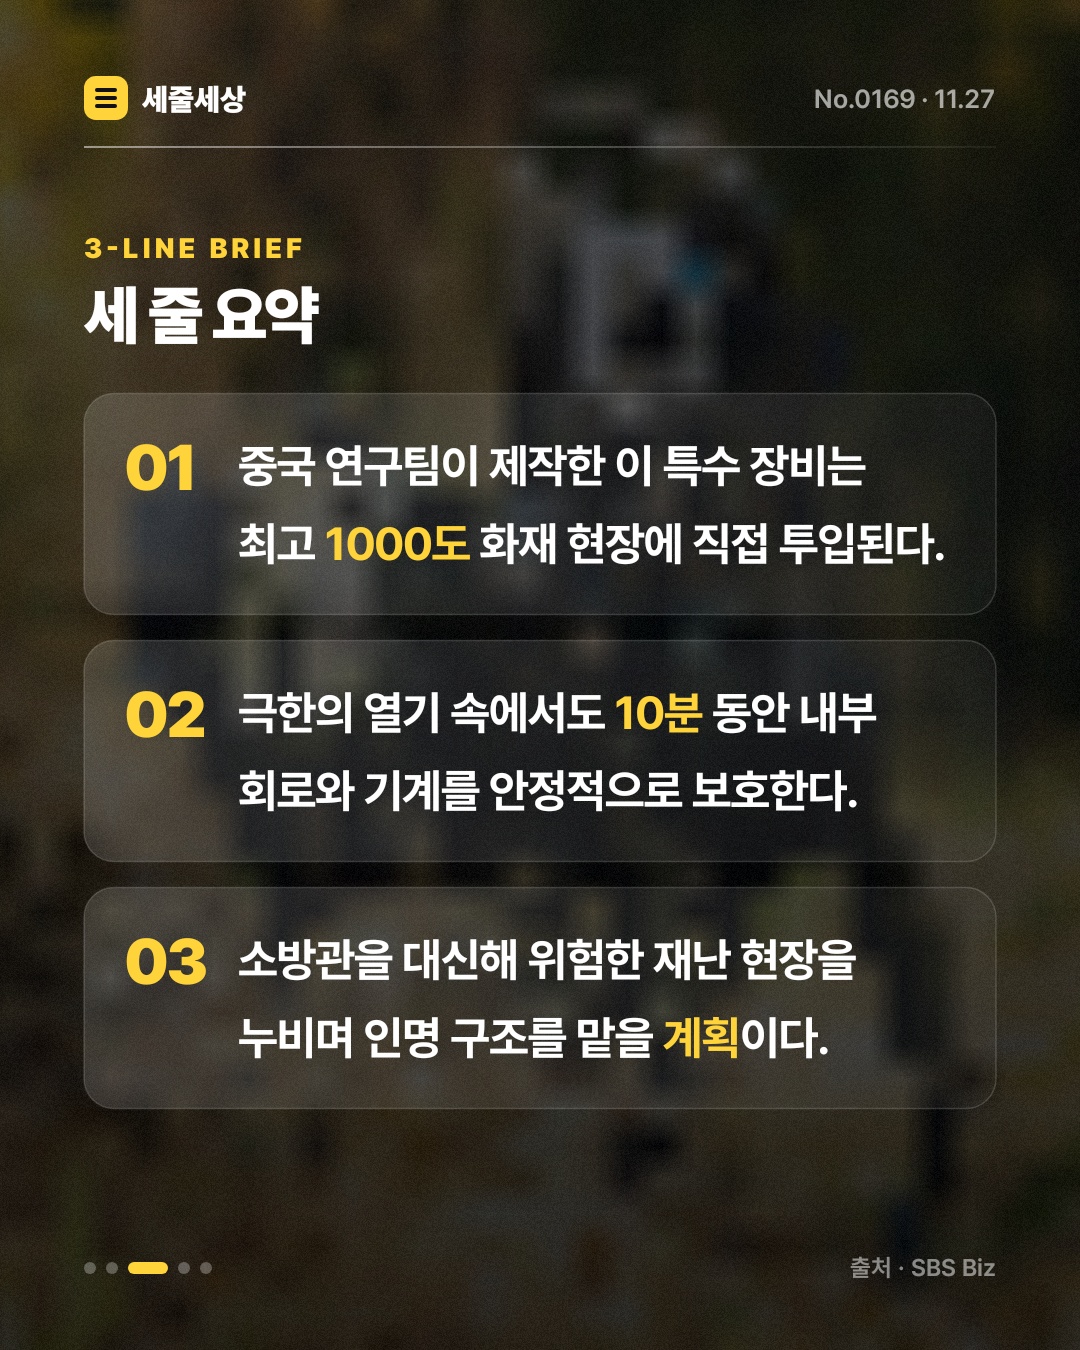 세줄세상
No.0169 · 11.27
3-LINE BRIEF
세 줄 요약
01 중국 연구팀이 제작한 이 특수 장비는
최고 1000도 화재 현장에 직접 투입된다.
02 극한의 열기 속에서도 10분 동안 내부
회로와 기계를 안정적으로 보호한다.
03 소방관을 대신해 위험한 재난 현장을
누비며 인명 구조를 맡을 계획이다.
출처 · SBS Biz